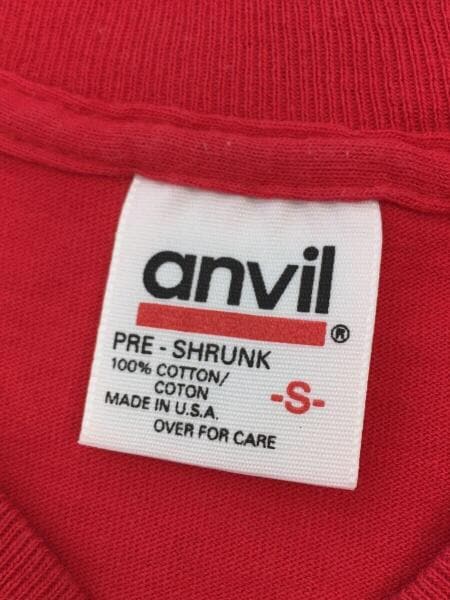 anvil
®
PRE - SHRUNK
100% COTTON/
COTON
-S-
MADE IN U.S.A.
OVER FOR CARE